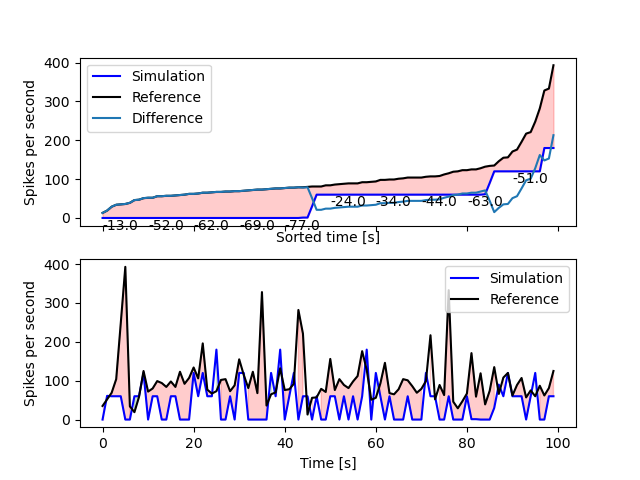 400
300
200
100
0
Spikes per second
Simulation
Reference
Difference
-13.0
-52.0
-62.0
-69.0
-77.0
-24.0
-34.0
-44.0
-63.0
-51.0
Sorted time [s]
400
300
200
100
0
Spikes per second
Simulation
Reference
0
20
40
60
80
100
Time [s]